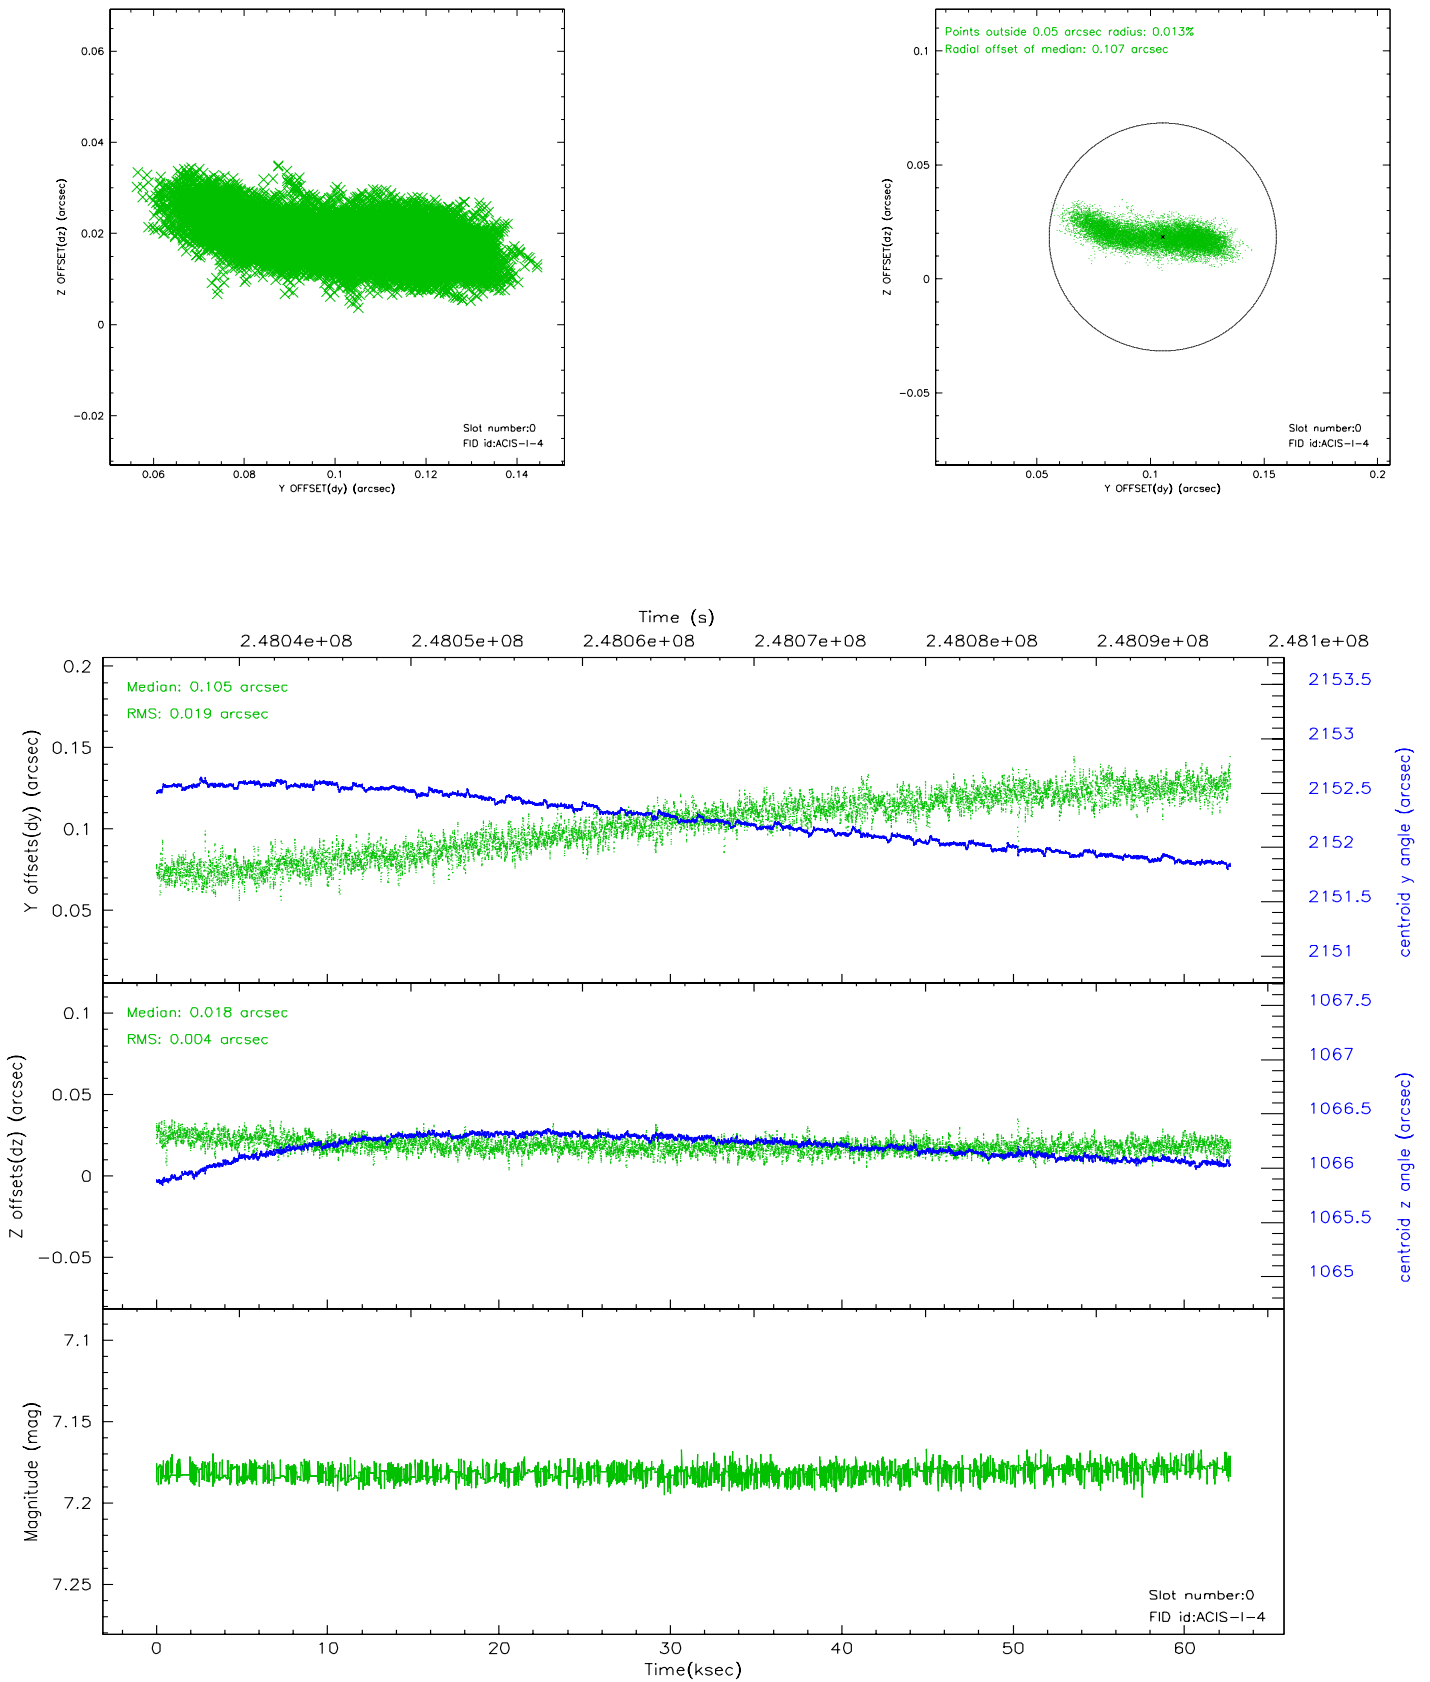 0.06
0.04
0.02
0
−0.02
Z OFFSET(dz) (arcsec)
0.06 0.08 0.1 0.12 0.14
Y OFFSET(dy) (arcsec)
Slot number:0
FID id:ACIS−I−4
Points outside 0.05 arcsec radius: 0.013%
Radial offset of median: 0.107 arcsec
0.1
0.05
0
−0.05
Z OFFSET(dz) (arcsec)
0.05 0.1 0.15 0.2
Y OFFSET(dy) (arcsec)
Slot number:0
FID id:ACIS−I−4
Time (s)
2.4804e+08 2.4805e+08 2.4806e+08 2.4807e+08 2.4808e+08 2.4809e+08 2.481e+08
Median: 0.105 arcsec
RMS: 0.019 arcsec
0.2
0.15
0.1
0.05
Y offsets(dy) (arcsec)
2153.5
2153
2152.5
2152
2151.5
2151
centroid y angle (arcsec)
Median: 0.018 arcsec
RMS: 0.004 arcsec
0.1
0.05
0
−0.05
Z offsets(dz) (arcsec)
1067.5
1067
1066.5
1066
1065.5
1065
centroid z angle (arcsec)
7.1
7.15
7.2
7.25
Magnitude (mag)
Slot number:0
FID id:ACIS−I−4
0 10 20 30 40 50 60
Time(ksec)